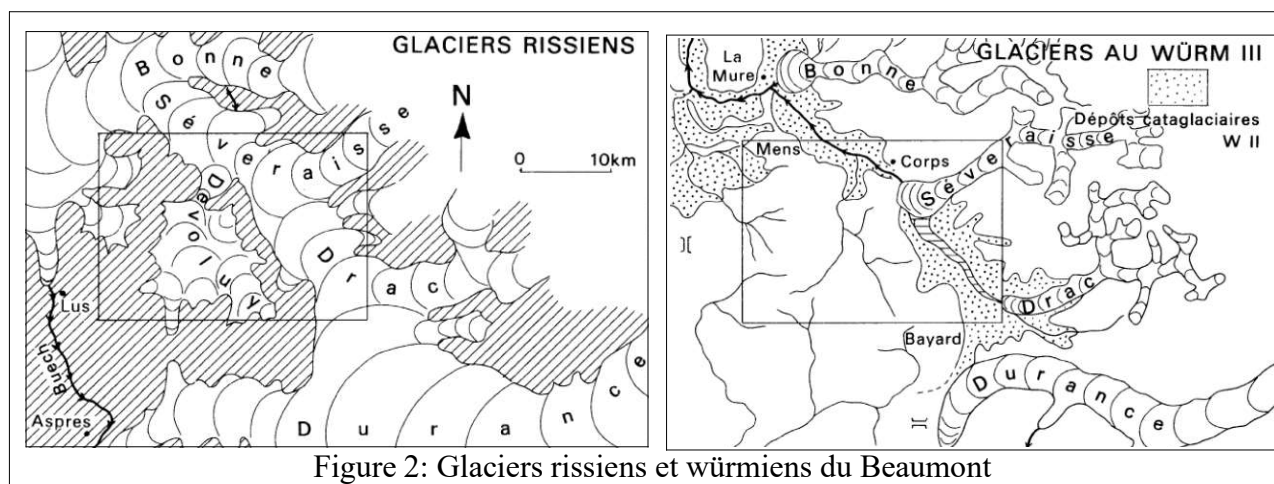 GLACIERS RISSIENS
Bonne
Séveraisse
Dévoluy
Drac
Durance
N
0 10km
Lus
Buech
Aspres
GLACIERS AU WÜRM III
La
Mure
Bonne
Dépôts cataglaciaires
W II
Mens
Corps
Séveraisse
Drac
Bayard
Durance
Figure 2: Glaciers rissiens et würmiens du Beaumont